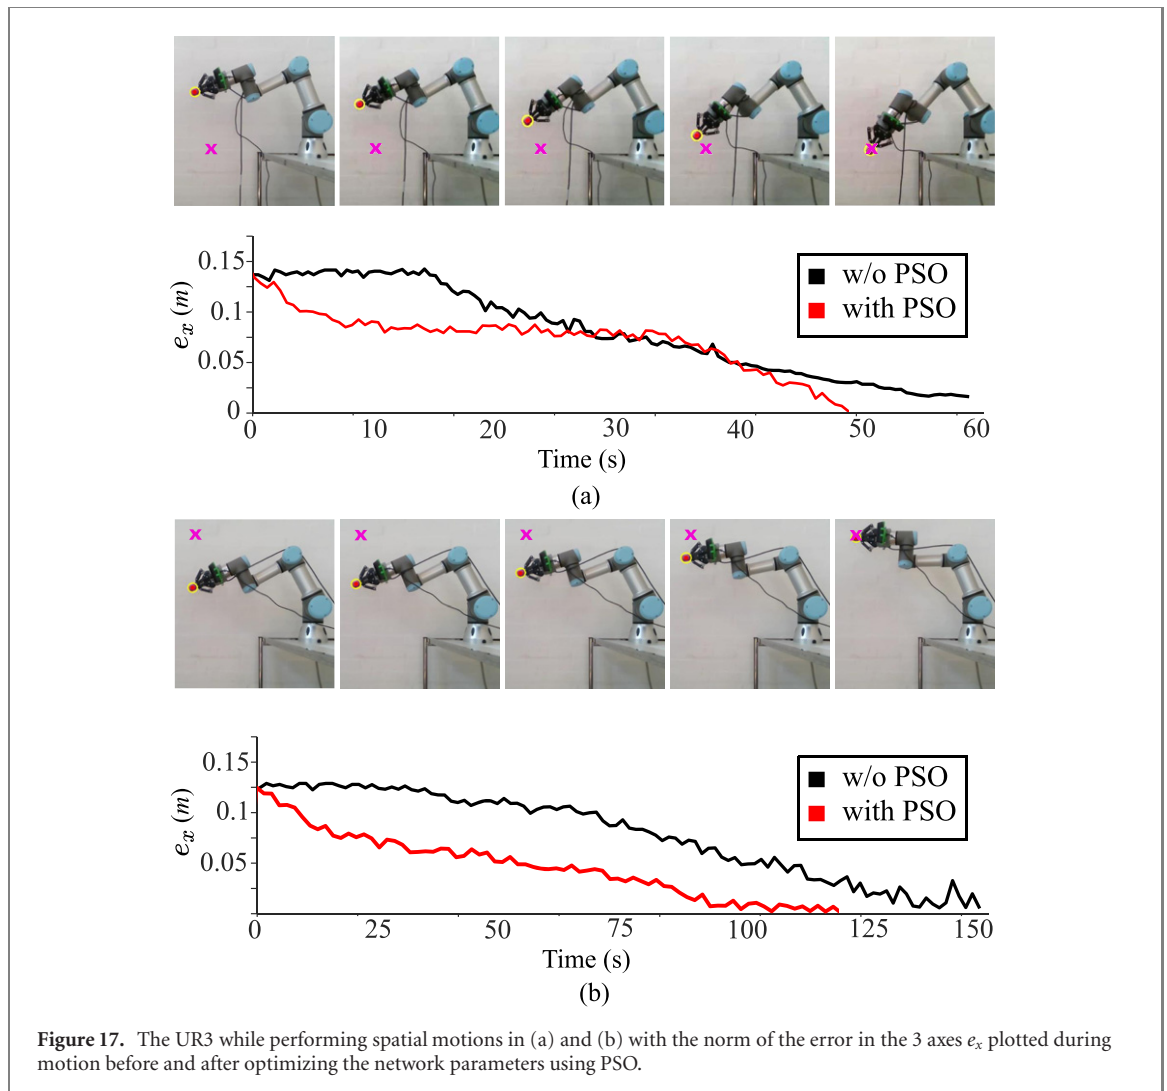 x x x x x
0.15
0.1
0.05
0
e_x (m)
w/o PSO
with PSO
0 10 20 30 40 50 60
Time (s)
(a)
x x x x x
0.15
0.1
0.05
e_x (m)
w/o PSO
with PSO
0 25 50 75 100 125 150
Time (s)
(b)
Figure 17. The UR3 while performing spatial motions in (a) and (b) with the norm of the error in the 3 axes e_x plotted during
motion before and after optimizing the network parameters using PSO.